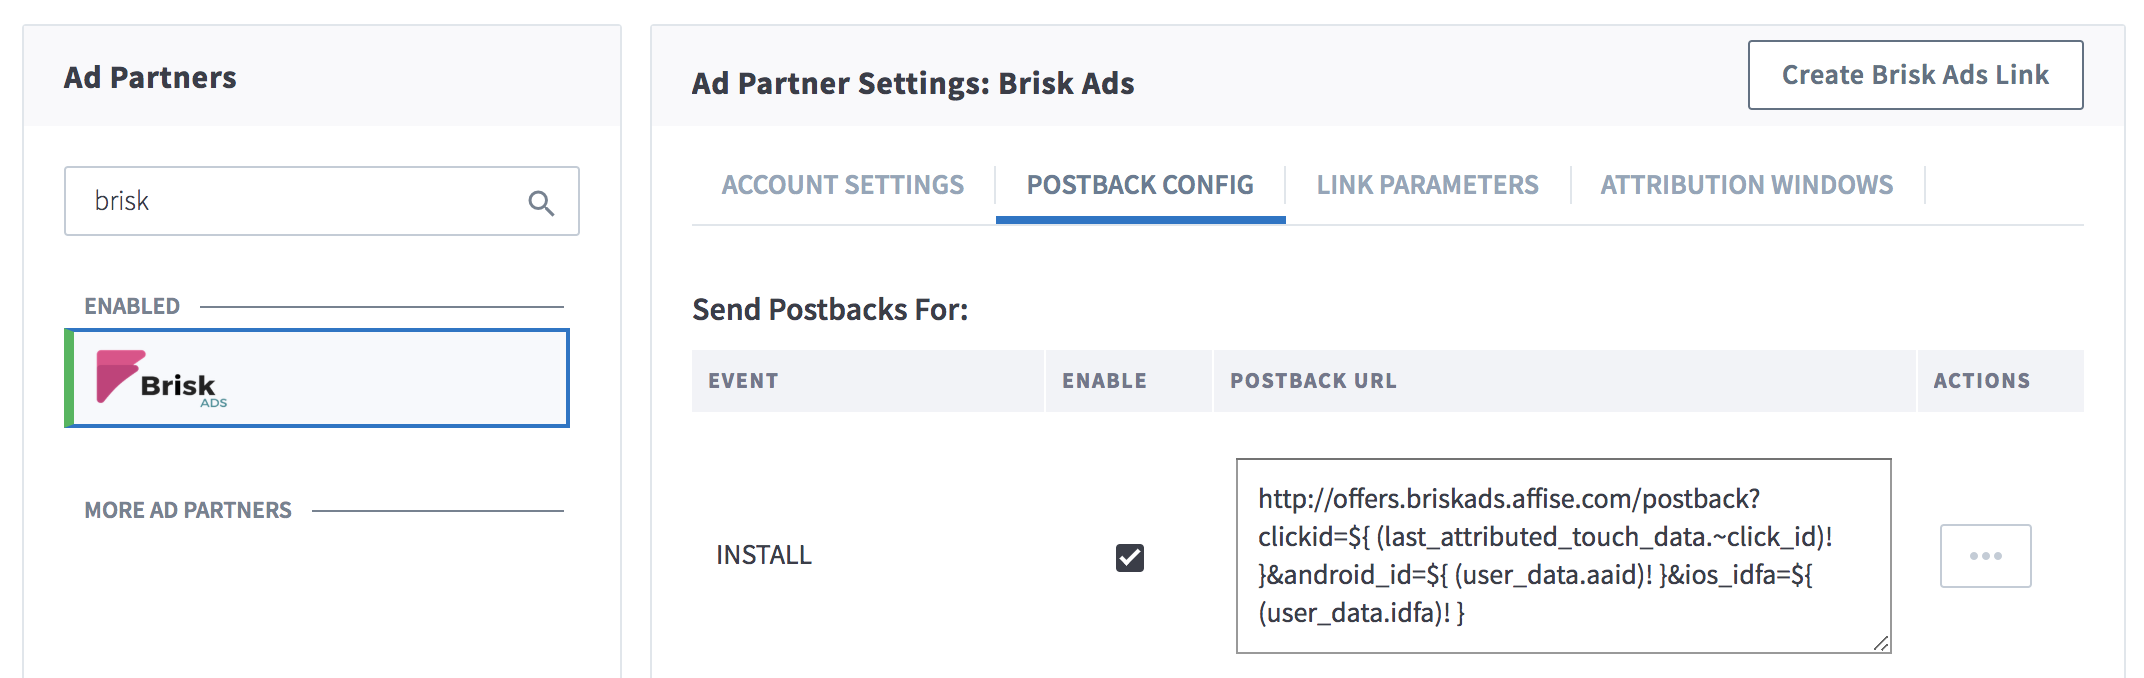 Ad Partners
brisk
ENABLED
Brisk
ADS
MORE AD PARTNERS
Ad Partner Settings: Brisk Ads
Create Brisk Ads Link
ACCOUNT SETTINGS
POSTBACK CONFIG
LINK PARAMETERS
ATTRIBUTION WINDOWS
Send Postbacks For:
EVENT
ENABLE
POSTBACK URL
ACTIONS
INSTALL
http://offers.briskads.affise.com/postback?
clickid=${ (last_attributed_touch_data.~click_id)!
}&android_id=${ (user_data.aaid)! }&ios_idfa=${
(user_data.idfa)! }